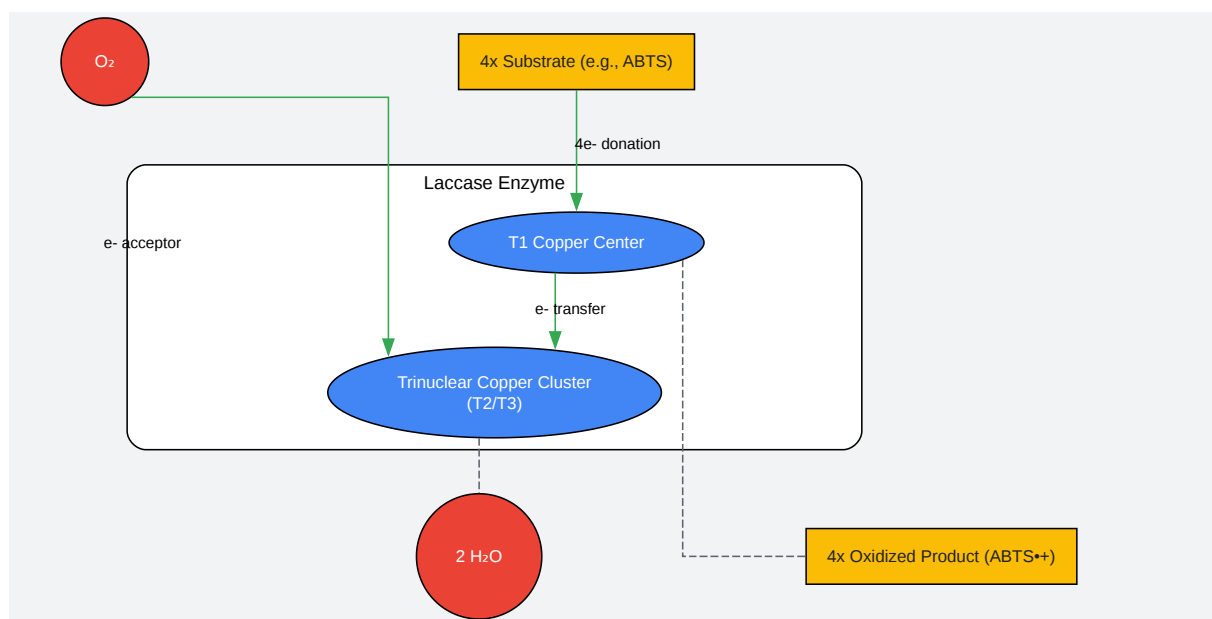 O₂
4x Substrate (e.g., ABTS)
4e- donation
Laccase Enzyme
e- acceptor
T1 Copper Center
e- transfer
Trinuclear Copper Cluster
(T2/T3)
2 H₂O
4x Oxidized Product (ABTS•+)